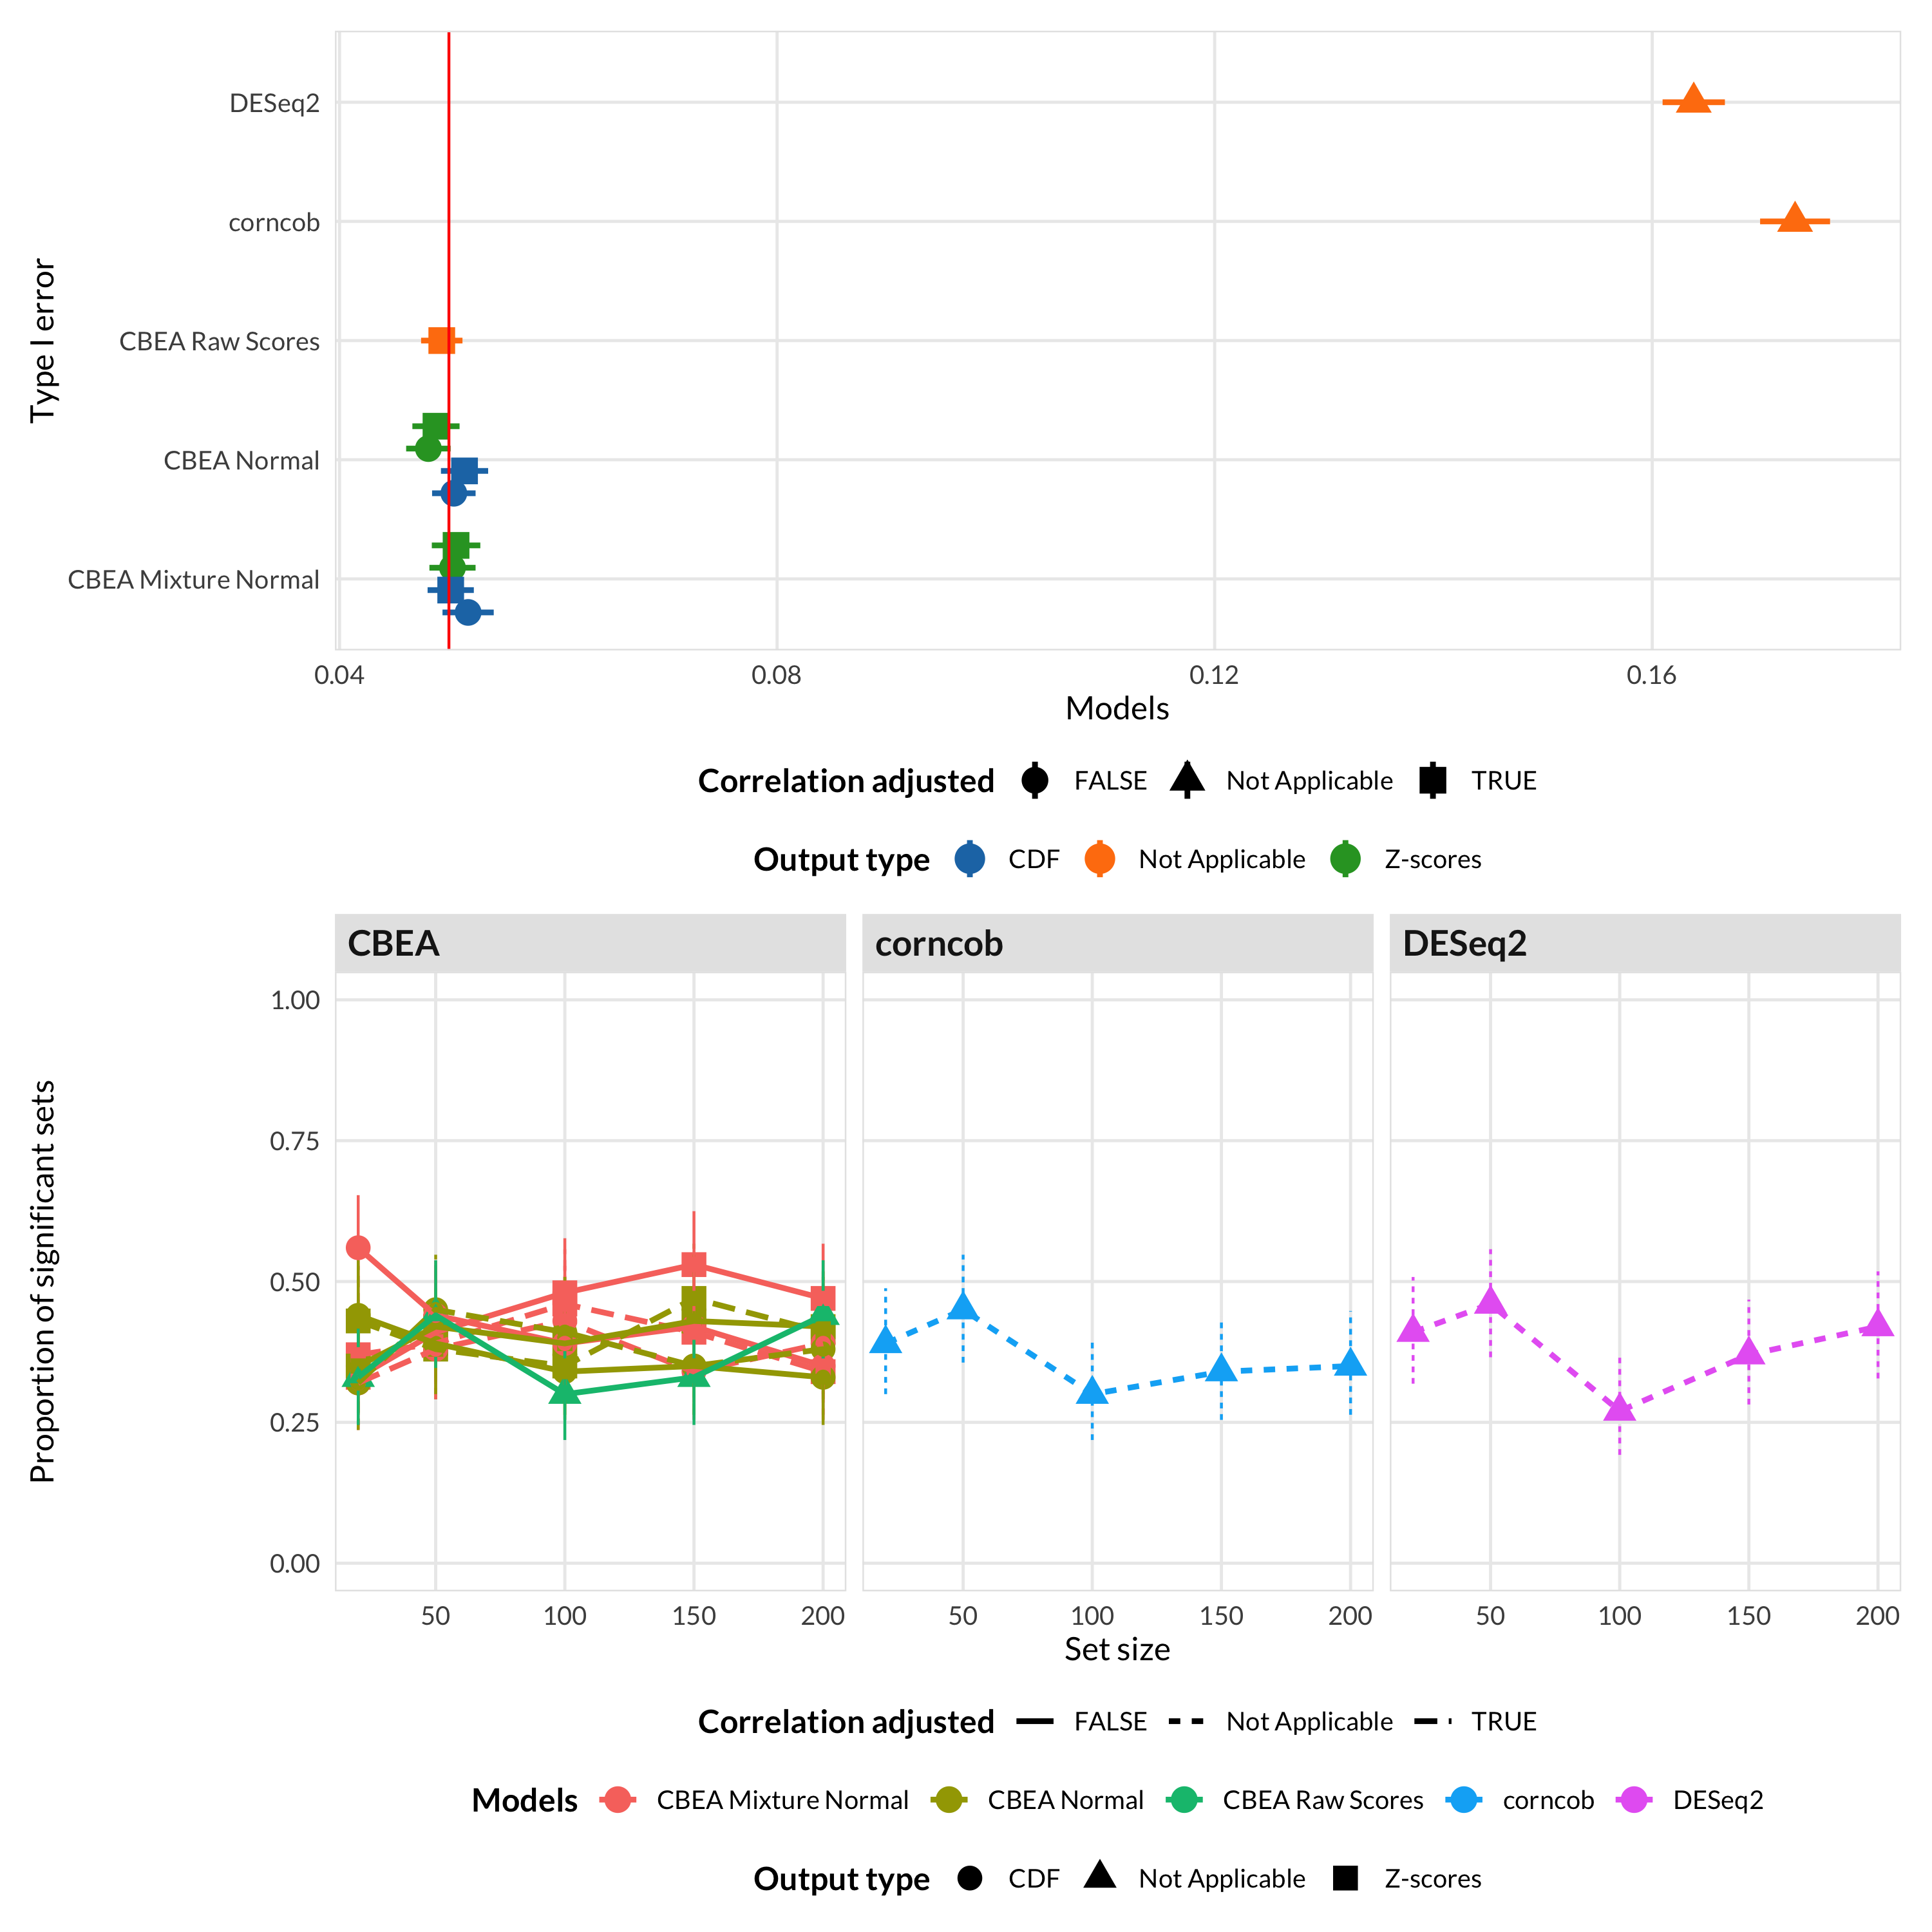 Type I error
DESeq2
corncob
CBEA Raw Scores
CBEA Normal
CBEA Mixture Normal
0.04 0.08 0.12 0.16
Models
Correlation adjusted FALSE Not Applicable TRUE
Output type CDF Not Applicable Z-scores
CBEA corncob DESeq2
Proportion of significant sets
1.00
0.75
0.50
0.25
0.00
50 100 150 200 50 100 150 200 50 100 150 200
Set size
Correlation adjusted FALSE Not Applicable TRUE
Models CBEA Mixture Normal CBEA Normal CBEA Raw Scores corncob DESeq2
Output type CDF Not Applicable Z-scores